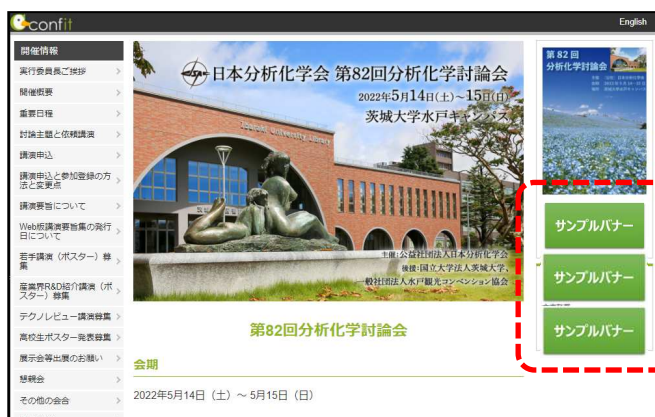 confit
English
開催情報
実行委員長ご挨拶
開催概要
重要日程
討論主題と依頼講演
講演申込
講演申込と参加登録の方
法と変更点
講演要旨について
Web版講演要旨集の発行
日について
若手講演（ポスター）募
集
産業界R&D紹介講演（ポ
スター）募集
テクノレビュー講演募集
高校生ポスター発表募集
展示会等出展のお願い
懇親会
その他の会合
日本分析化学会 第82回分析化学討論会
2022年5月14日(土)～15日(日)
茨城大学水戸キャンパス
Ibaraki University Library
主催:公益社団法人日本分析化学会
後援:国立大学法人茨城大学、
一般社団法人水戸観光コンベンション協会
第82回分析化学討論会
会期
2022年5月14日（土）～ 5月15日（日）
第 82 回
分析化学討論会
サンプルバナー
サンプルバナー
サンプルバナー